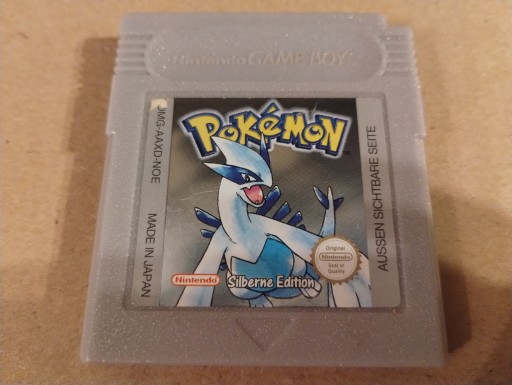 Nintendo GAME BOY
POKéMON
DMG-AAXD-NOE
MADE IN JAPAN
AUSSEN SICHTBARE SEITE
Original
Nintendo
Seal of
Quality
Nintendo
Silberne Edition